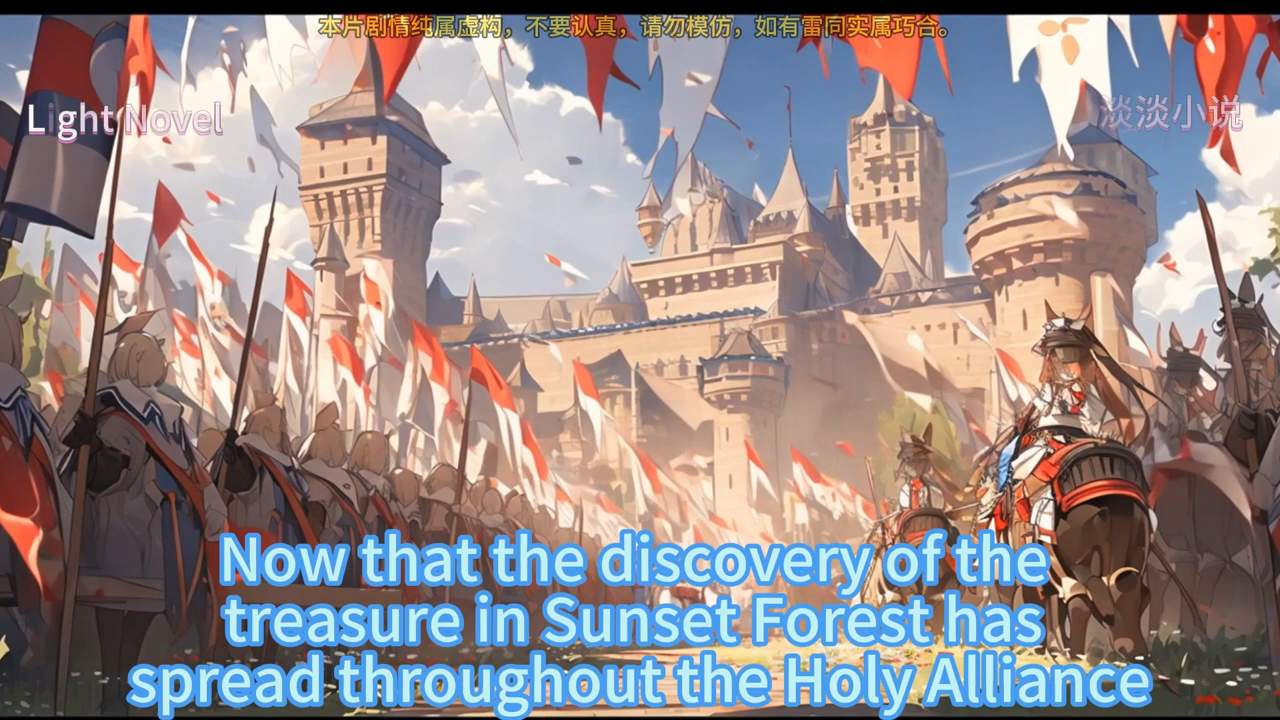 本片剧情纯属虚构，不要认真，请勿模仿，如有雷同实属巧合。
Light Novel
淡淡小说
Now that the discovery of the
treasure in Sunset Forest has
spread throughout the Holy Alliance